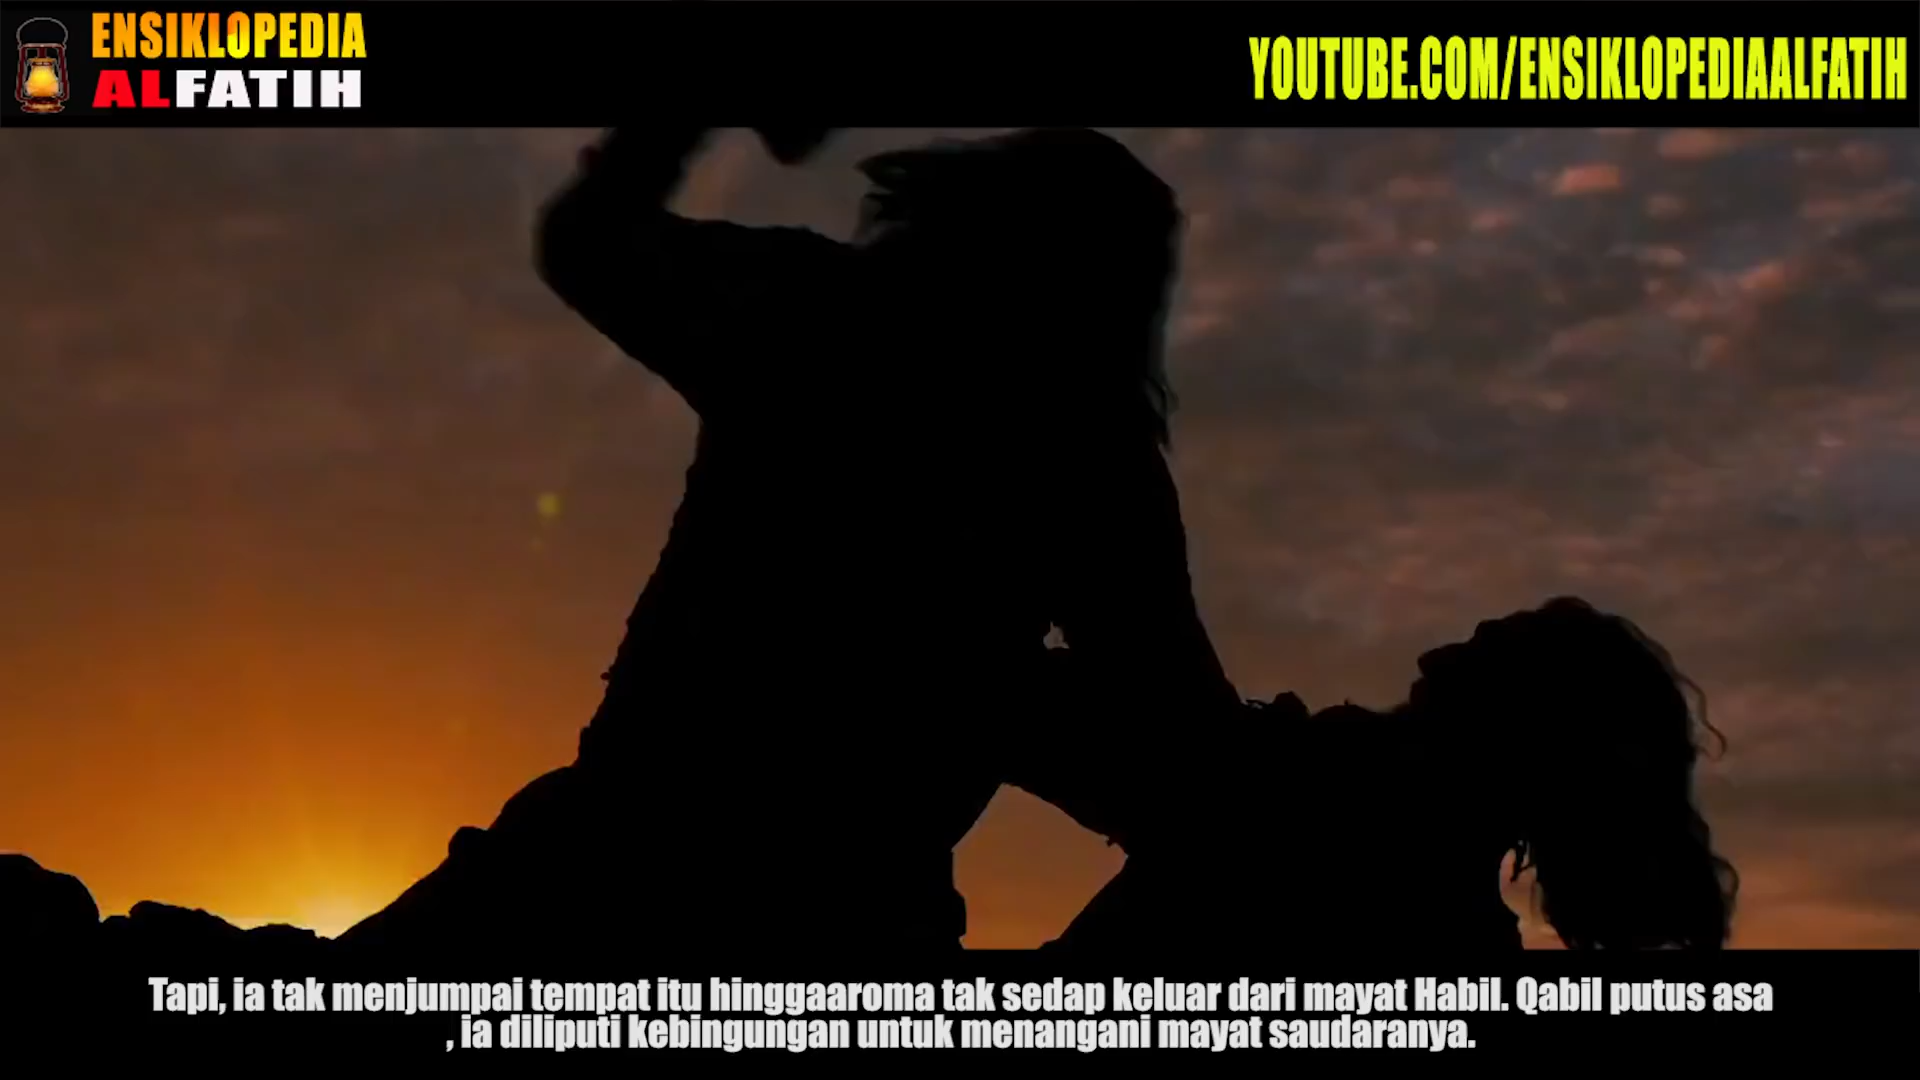 ENSIKLOPEDIA
ALFATIH
YOUTUBE.COM/ENSIKLOPEDIAALFATIH
Tapi, ia tak menjumpai tempat itu hinggaaroma tak sedap keluar dari mayat Habil. Qabil putus asa
, ia diliputi kebingungan untuk menangani mayat saudaranya.